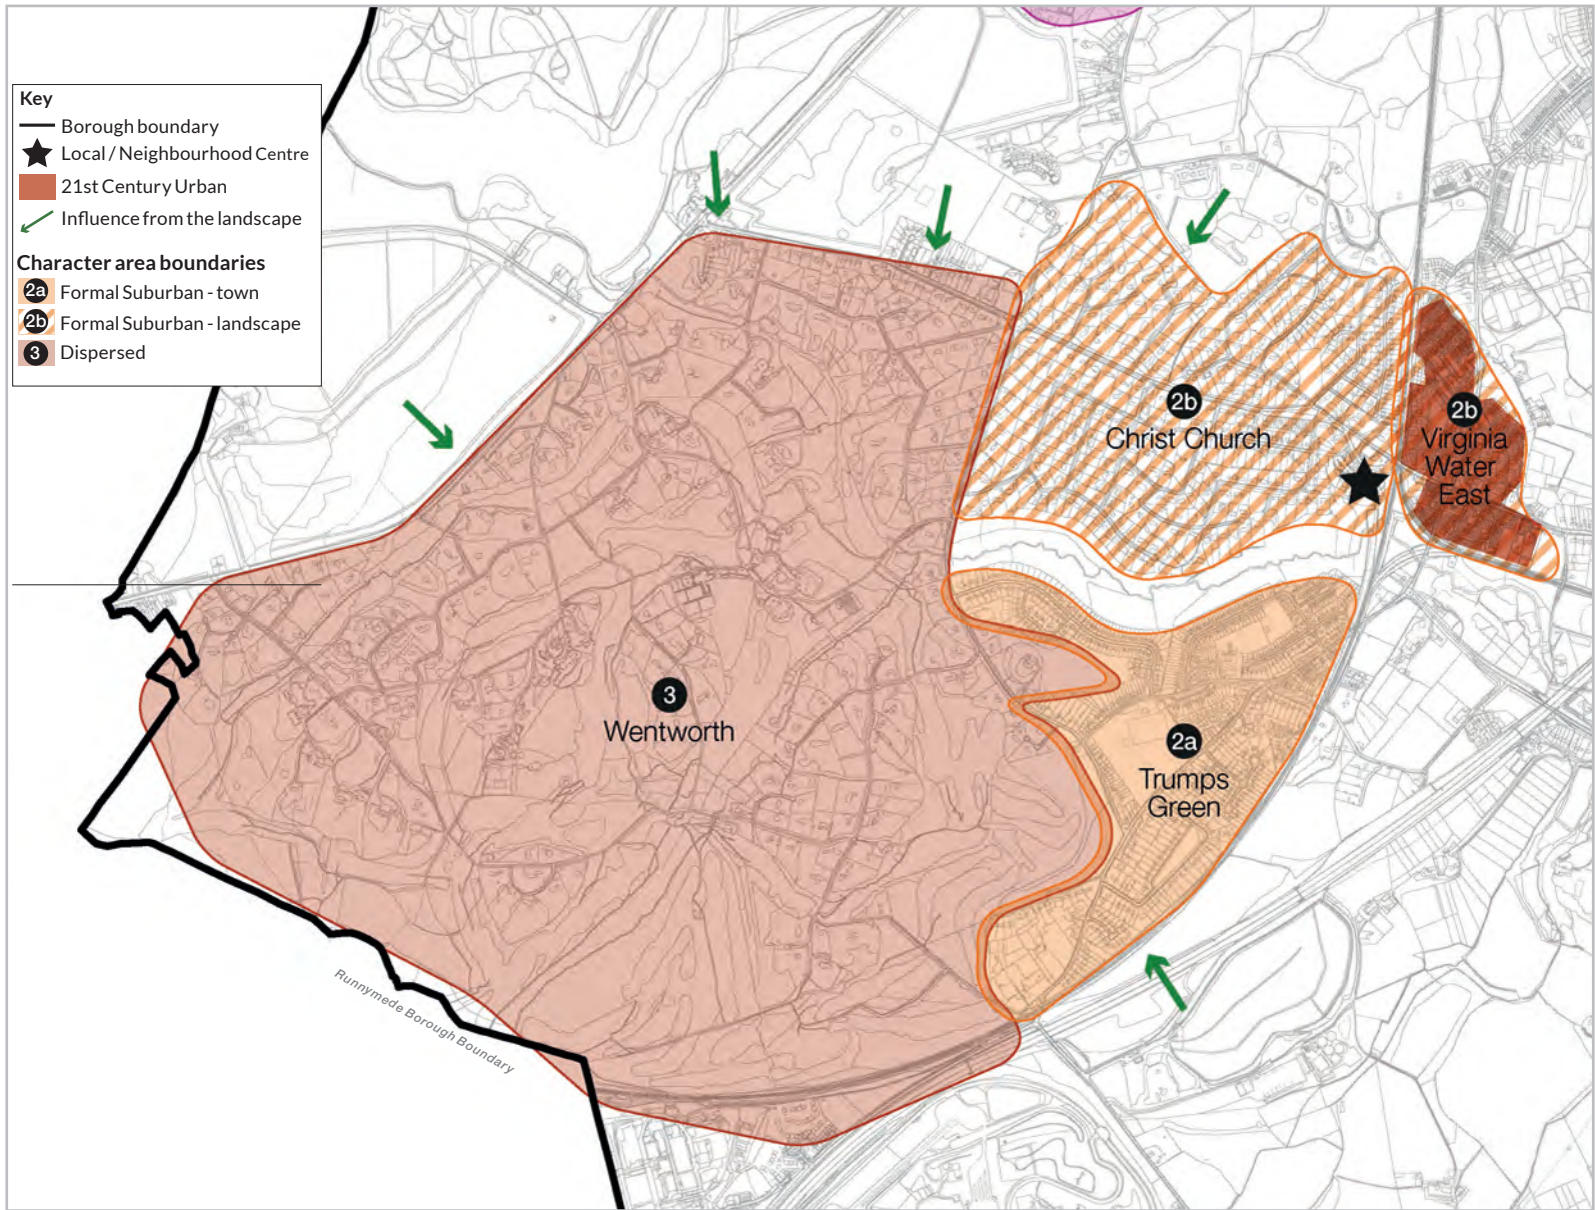 Key
Borough boundary
Local / Neighbourhood Centre
21st Century Urban
Influence from the landscape
Character area boundaries
2a Formal Suburban - town
2b Formal Suburban - landscape
3 Dispersed
2b
Christ Church
2b
Virginia
Water
East
3
Wentworth
2a
Trumps
Green
Runnymede Borough Boundary